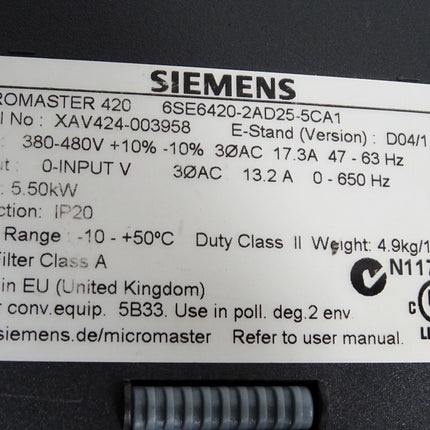 SIEMENS
ROMASTER 420 6SE6420-2AD25-5CA1
l No : XAV424-003958 E-Stand (Version) : D04/1
: 380-480V +10% -10% 3ØAC 17.3A 47 - 63 Hz
ut : 0-INPUT V 3ØAC 13.2 A 0 - 650 Hz
: 5.50kW
ction: IP20
Range : -10 - +50ºC Duty Class II Weight: 4.9kg/1
Filter Class A
in EU (United Kingdom) N117
r conv.equip. 5B33. Use in poll. deg.2 env.
siemens.de/micromaster Refer to user manual.